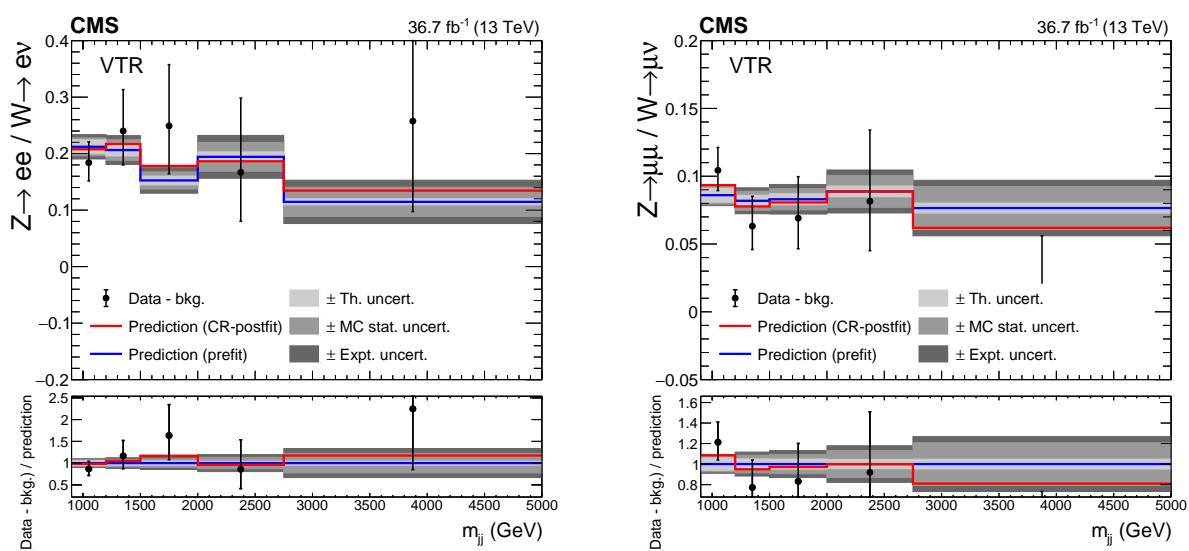 CMS 36.7 fb⁻¹ (13 TeV)
Z→ ee / W→ eν
VTR
0.4
0.3
0.2
0.1
0
−0.1
−0.2
Data - bkg.
Prediction (CR-postfit)
Prediction (prefit)
± Th. uncert.
± MC stat. uncert.
± Expt. uncert.
(Data - bkg.) / prediction
2.5
2
1.5
1
0.5
1000 1500 2000 2500 3000 3500 4000 4500 5000
m_jj (GeV)
CMS 36.7 fb⁻¹ (13 TeV)
Z→μμ / W→μν
VTR
0.2
0.15
0.1
0.05
0
−0.05
Data - bkg.
Prediction (CR-postfit)
Prediction (prefit)
± Th. uncert.
± MC stat. uncert.
± Expt. uncert.
(Data - bkg.) / prediction
1.6
1.4
1.2
1
0.8
1000 1500 2000 2500 3000 3500 4000 4500 5000
m_jj (GeV)